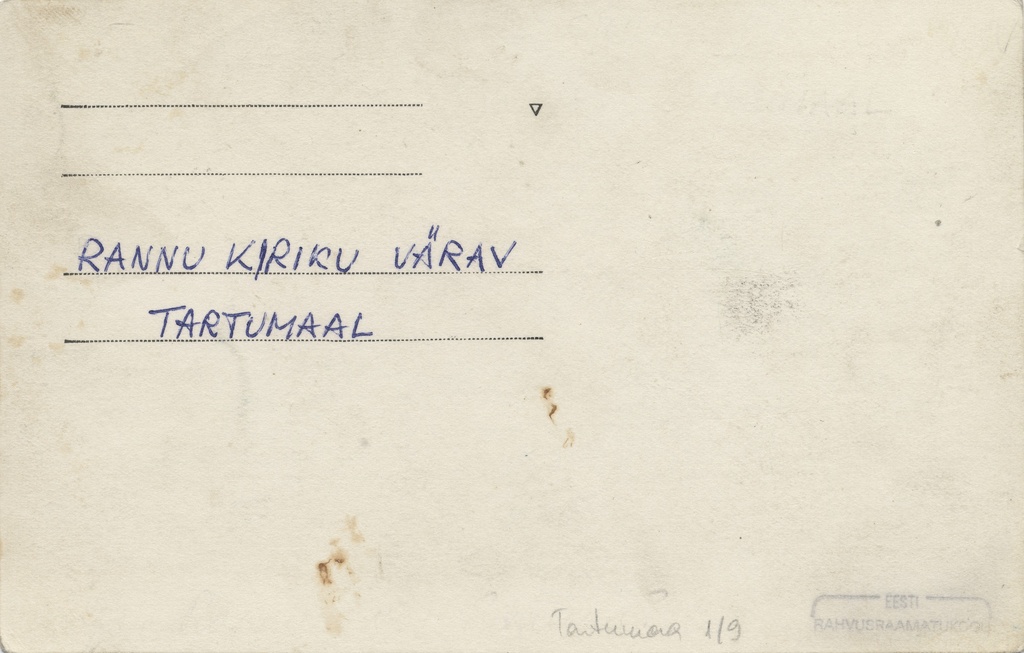 RANNU KIRIKU VÄRAV
TARTUMAAL
Tartumaa 1/9
EESTI
RAHVUSRAAMATUKOGU